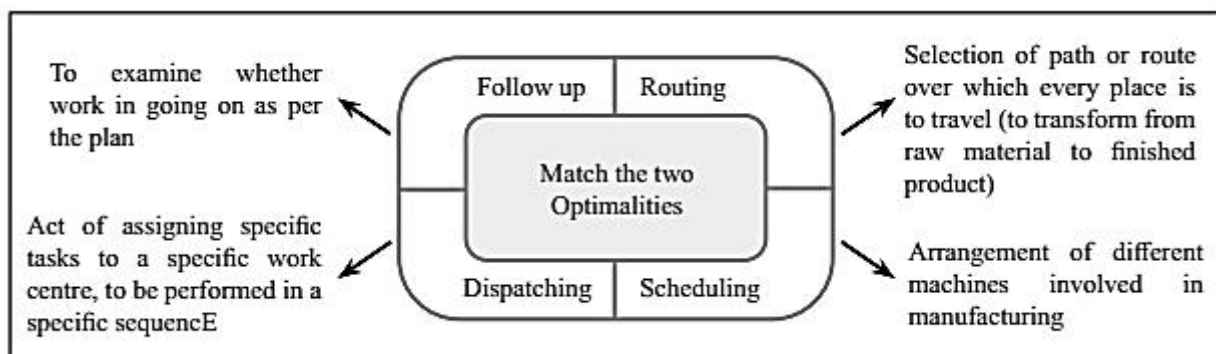 To examine whether
work in going on as per
the plan
Follow up
Routing
Selection of path or route
over which every place is
to travel (to transform from
raw material to finished
product)
Match the two
Optimalities
Act of assigning specific
tasks to a specific work
centre, to be performed in a
specific sequencE
Dispatching
Scheduling
Arrangement of different
machines involved in
manufacturing